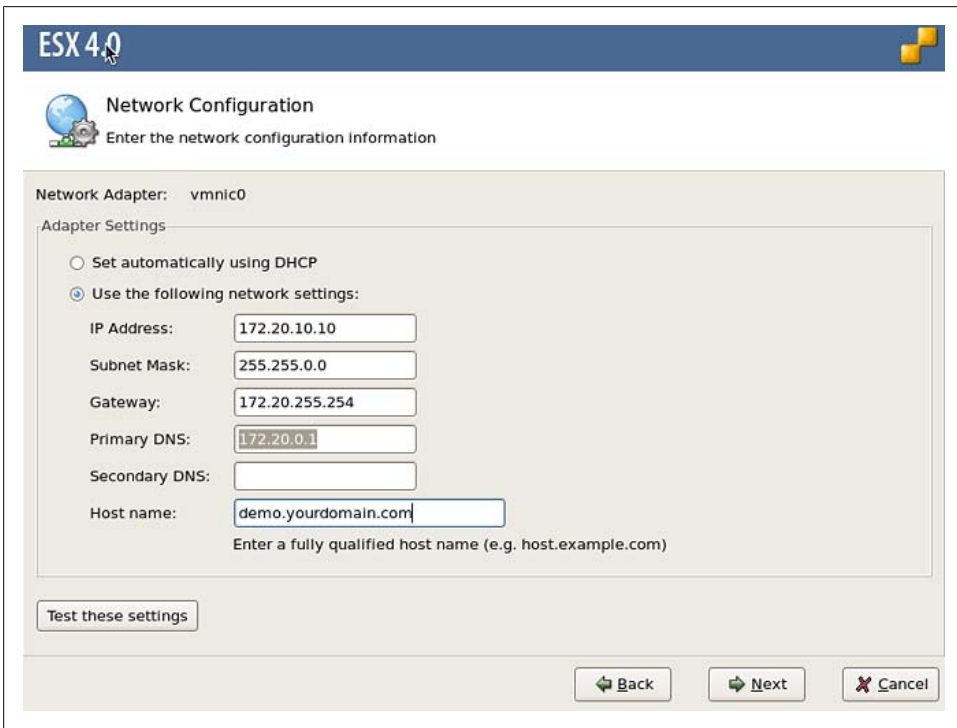 ESX 4.0
Network Configuration
Enter the network configuration information
Network Adapter: vmnic0
Adapter Settings
Set automatically using DHCP
Use the following network settings:
IP Address: 172.20.10.10
Subnet Mask: 255.255.0.0
Gateway: 172.20.255.254
Primary DNS: 172.20.0.1
Secondary DNS:
Host name: demo.yourdomain.com
Enter a fully qualified host name (e.g. host.example.com)
Test these settings
Back Next Cancel